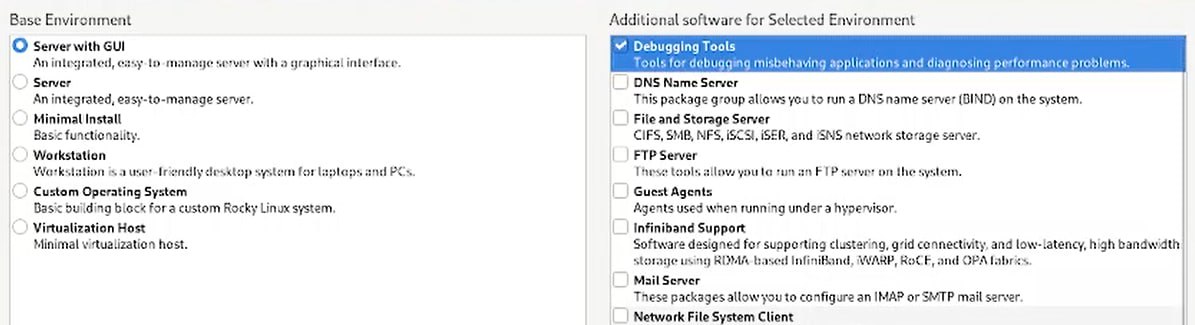 Base Environment
Server with GUI
An integrated, easy-to-manage server with a graphical interface.
Server
An integrated, easy-to-manage server.
Minimal Install
Basic functionality.
Workstation
Workstation is a user-friendly desktop system for laptops and PCs.
Custom Operating System
Basic building block for a custom Rocky Linux system.
Virtualization Host
Minimal virtualization host.
Additional software for Selected Environment
Debugging Tools
Tools for debugging misbehaving applications and diagnosing performance problems.
DNS Name Server
This package group allows you to run a DNS name server (BIND) on the system.
File and Storage Server
CIFS, SMB, NFS, iSCSI, iSER, and iSNS network storage server.
FTP Server
These tools allow you to run an FTP server on the system.
Guest Agents
Agents used when running under a hypervisor.
Infiniband Support
Software designed for supporting clustering, grid connectivity, and low-latency, high bandwidth
storage using RDMA-based InfiniBand, iWARP, RoCE, and OPA fabrics.
Mail Server
These packages allow you to configure an IMAP or SMTP mail server.
Network File System Client